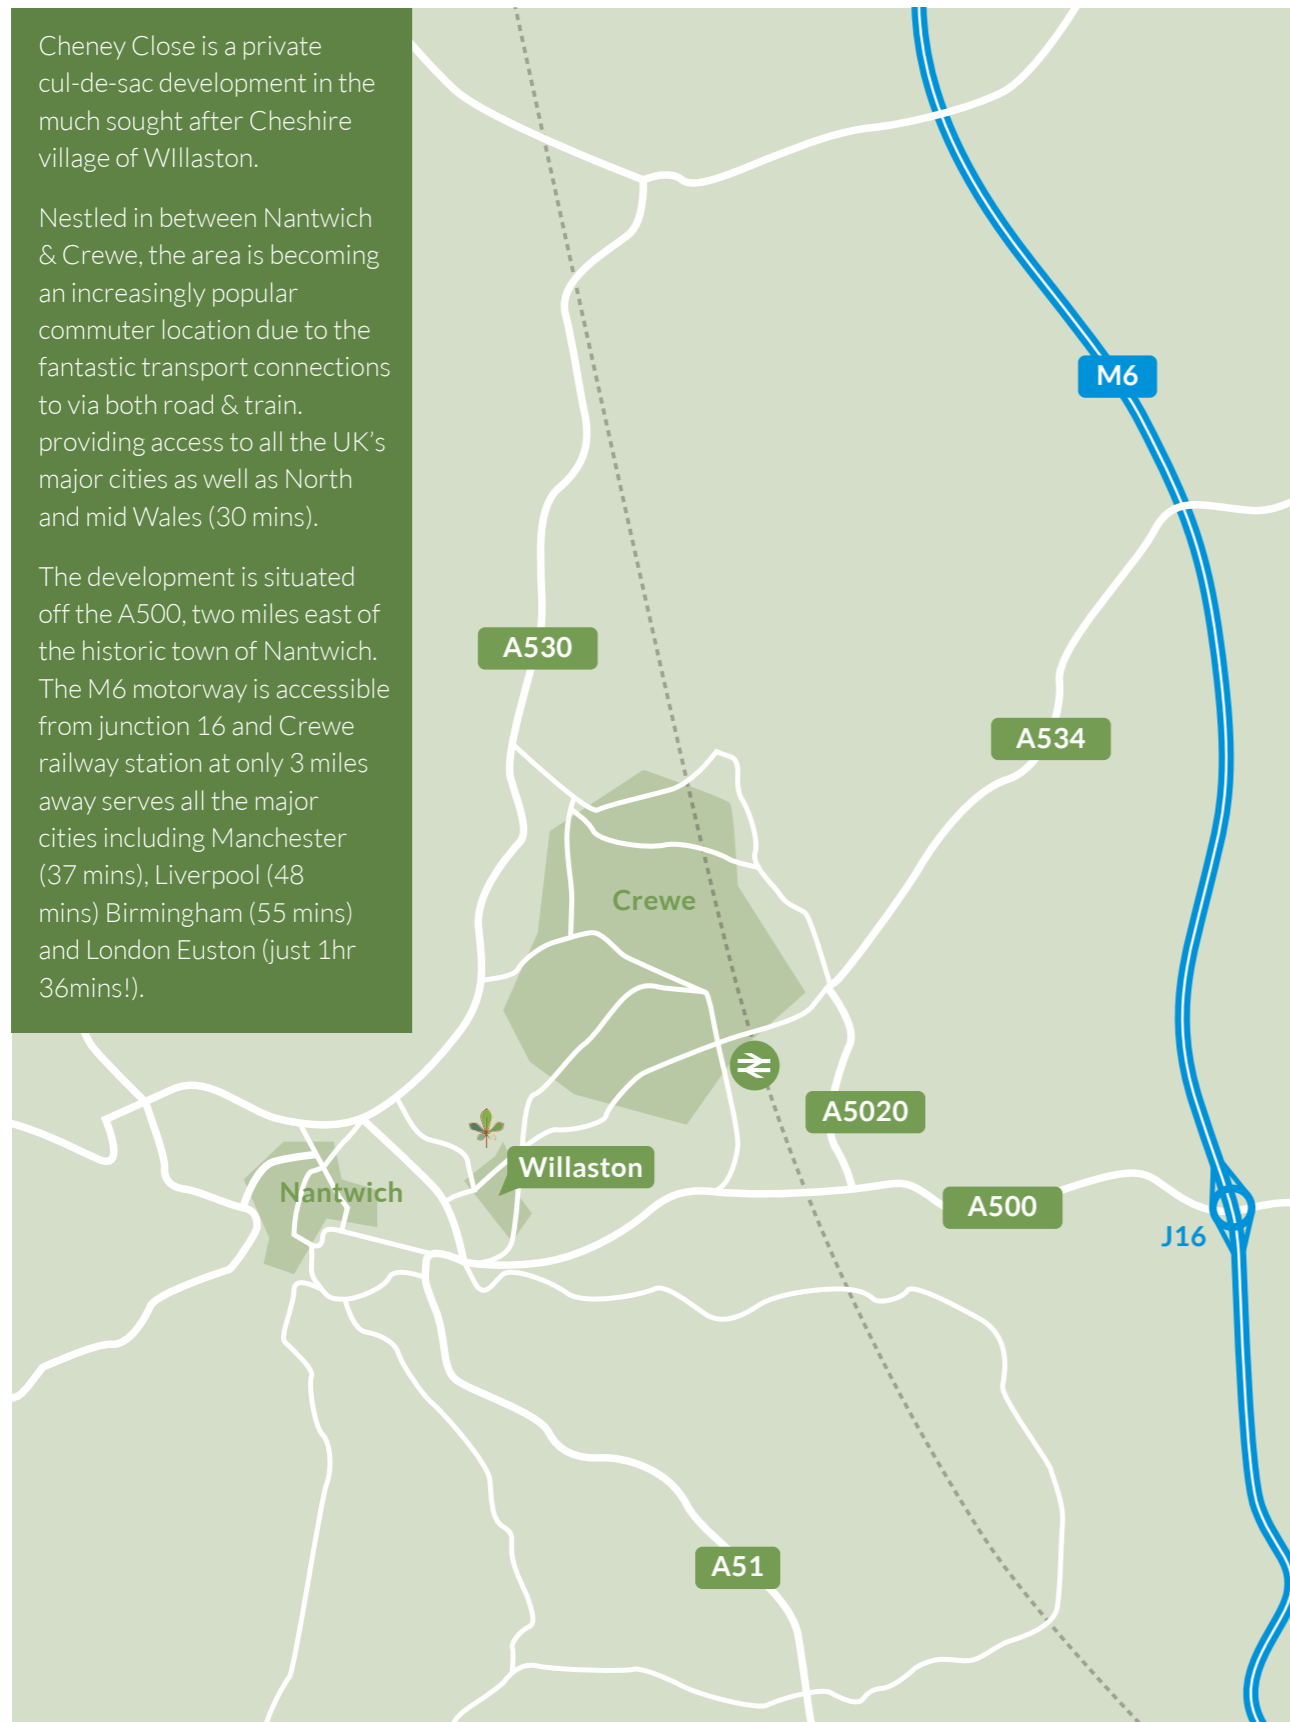 Cheney Close is a private
cul-de-sac development in the
much sought after Cheshire
village of WIllaston.
Nestled in between Nantwich
& Crewe, the area is becoming
an increasingly popular
commuter location due to the
fantastic transport connections
to via both road & train.
providing access to all the UK’s
major cities as well as North
and mid Wales (30 mins).
The development is situated
off the A500, two miles east of
the historic town of Nantwich.
The M6 motorway is accessible
from junction 16 and Crewe
railway station at only 3 miles
away serves all the major
cities including Manchester
(37 mins), Liverpool (48
mins) Birmingham (55 mins)
and London Euston (just 1hr
36mins!).
M6
A530
A534
Crewe
A5020
Willaston
Nantwich
A500
J16
A51